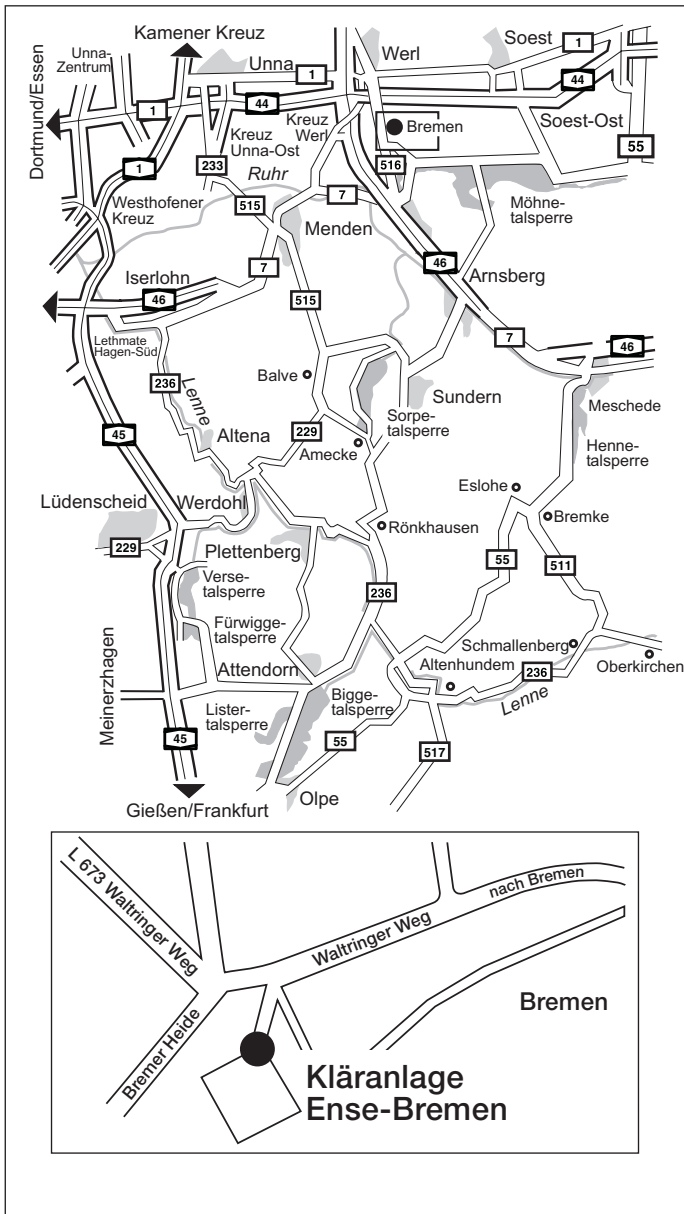 Kamener Kreuz
Unna-
Zentrum
Unna
1
Werl
Soest
1
44
Dortmund/Essen
1
44
Kreuz
Unna-Ost
Kreuz
Werl
Bremen
Soest-Ost
55
1
233
516
Westhofener
Kreuz
Ruhr
515
7
Möhne-
talsperre
Menden
Iserlohn
7
46
Arnsberg
46
515
Lethmate
Hagen-Süd
7
46
236
Lenne
Balve
Meschede
Sundern
Sorpe-
talsperre
Altena
229
Amecke
Henne-
talsperre
45
Eslohe
Lüdenscheid
Werdohl
Rönkhausen
Bremke
229
Plettenberg
55
511
Verse-
talsperre
236
Fürwigge-
talsperre
Schmallenberg
Attendorn
Altenhundem
236
Oberkirchen
Meinerzhagen
Lister-
talsperre
Bigge-
talsperre
Lenne
45
55
517
Olpe
Gießen/Frankfurt
L 673 Waltringer Weg
nach Bremen
Waltringer Weg
Bremen
Bremer Heide
Kläranlage
Ense-Bremen